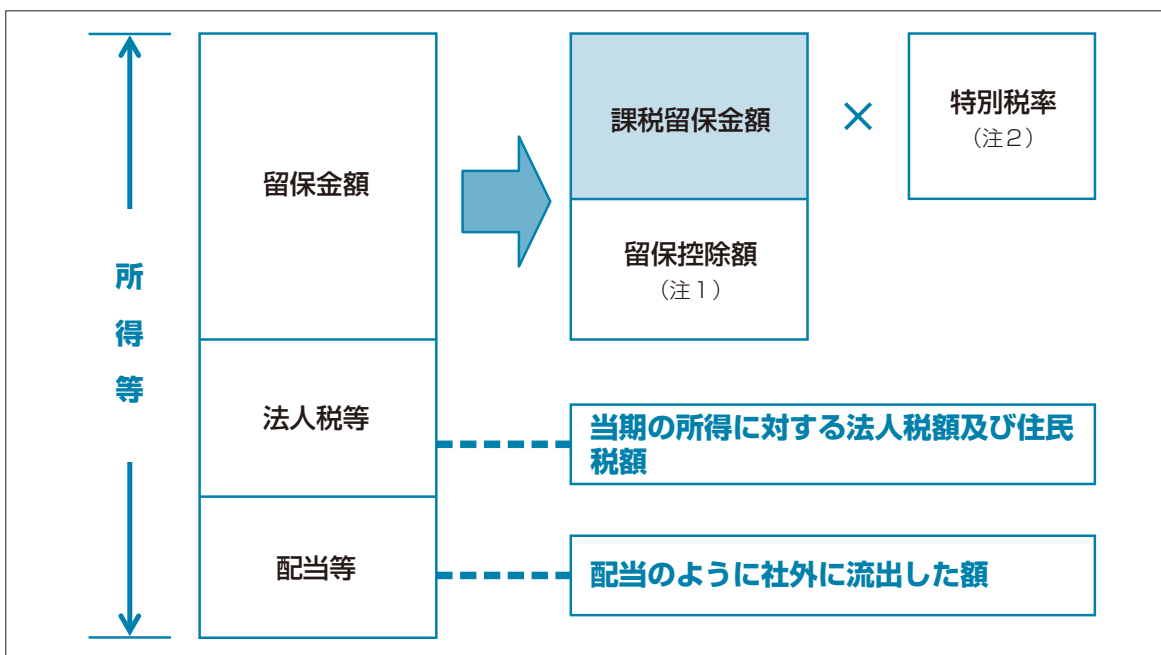 所得等
留保金額
法人税等
配当等
課税留保金額
留保控除額
（注1）
×
特別税率
（注2）
当期の所得に対する法人税額及び住民
税額
配当のように社外に流出した額